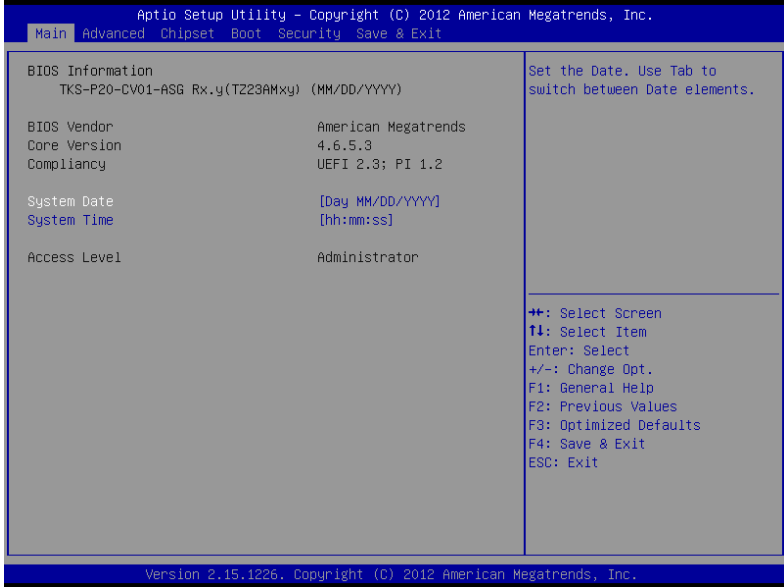 Aptio Setup Utility – Copyright (C) 2012 American Megatrends, Inc.
Main Advanced Chipset Boot Security Save & Exit
BIOS Information
TKS-P20-CV01-ASG Rx.y(TZ23AMxy) (MM/DD/YYYY)
BIOS Vendor American Megatrends
Core Version 4.6.5.3
Compliancy UEFI 2.3; PI 1.2
System Date [Day MM/DD/YYYY]
System Time [hh:mm:ss]
Access Level Administrator
Set the Date. Use Tab to
switch between Date elements.
→←: Select Screen
↑↓: Select Item
Enter: Select
+/-: Change Opt.
F1: General Help
F2: Previous Values
F3: Optimized Defaults
F4: Save & Exit
ESC: Exit
Version 2.15.1226. Copyright (C) 2012 American Megatrends, Inc.